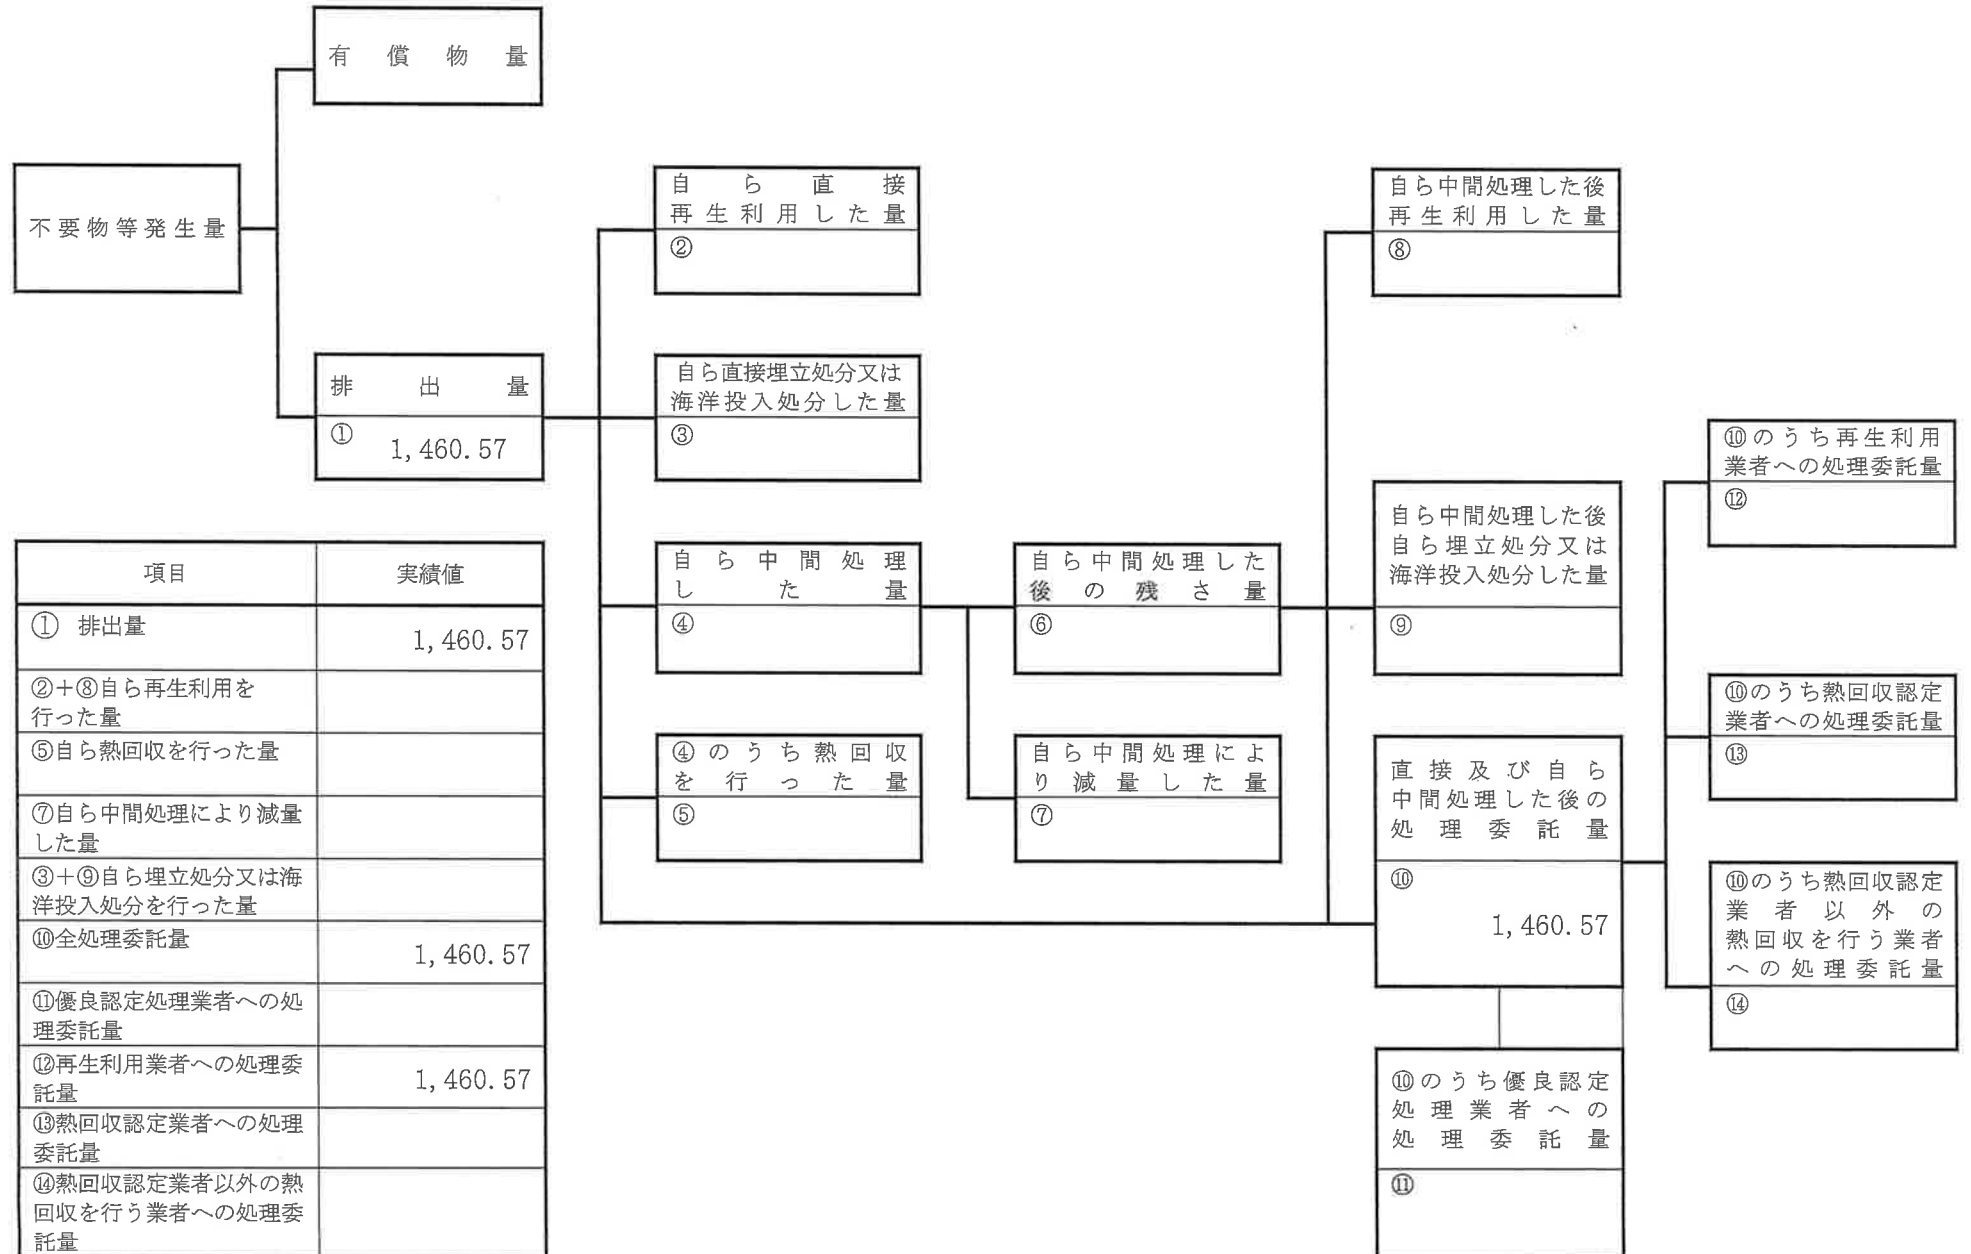 有償物量
不要物等発生量
排出量
①
1,460.57
自ら直接
再生利用した量
②
自ら直接埋立処分又は
海洋投入処分した量
③
自ら中間処理
した量
④
④のうち熱回収
を行った量
⑤
自ら中間処理した
後の残さ量
⑥
自ら中間処理によ
り減量した量
⑦
自ら中間処理した後
再生利用した量
⑧
自ら中間処理した後
自ら埋立処分又は
海洋投入処分した量
⑨
直接及び自ら
中間処理した後の
処理委託量
⑩
1,460.57
⑩のうち優良認定
処理業者への
処理委託量
⑪
⑩のうち再生利用
業者への処理委託量
⑫
⑩のうち熱回収認定
業者への処理委託量
⑬
⑩のうち熱回収認定
業者以外の
熱回収を行う業者
への処理委託量
⑭
項目 実績値
① 排出量 1,460.57
②+⑧自ら再生利用を
行った量
⑤自ら熱回収を行った量
⑦自ら中間処理により減量
した量
③+⑨自ら埋立処分又は海
洋投入処分を行った量
⑩全処理委託量 1,460.57
⑪優良認定処理業者への処
理委託量
⑫再生利用業者への処理委
託量 1,460.57
⑬熱回収認定業者への処理
委託量
⑭熱回収認定業者以外の熱
回収を行う業者への処理委
託量